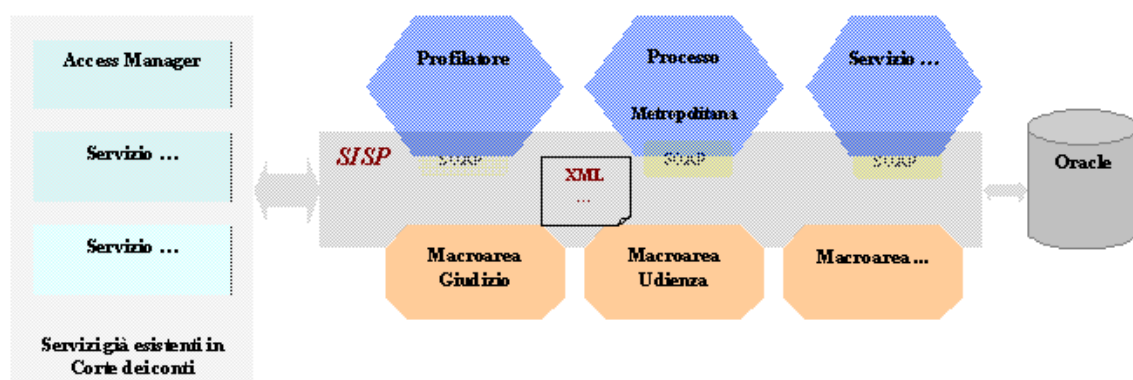 Access Manager
Servizio ...
Servizio ...
Servizi già esistenti in
Corte dei conti
Profilatore
Processo
Metropolitana
Servizio ...
SISP
SOAP
SOAP
SOAP
XML
...
Macroarea
Giudizio
Macroarea
Udienza
Macroarea ...
Oracle